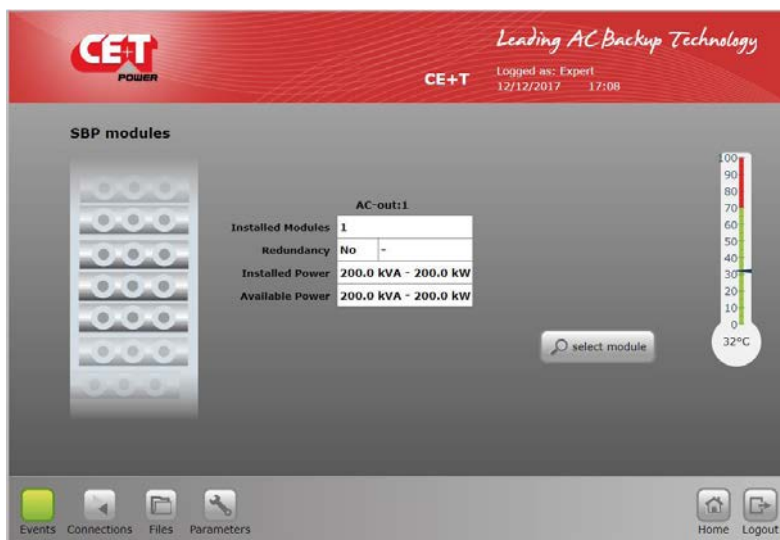 CE+T
POWER
Leading AC Backup Technology
CE+T
Logged as: Expert
12/12/2017 17:08
SBP modules
AC-out:1
Installed Modules 1
Redundancy No -
Installed Power 200.0 kVA - 200.0 kW
Available Power 200.0 kVA - 200.0 kW
100
90
80
70
60
50
40
30
20
10
0
32°C
select module
Events Connections Files Parameters Home Logout